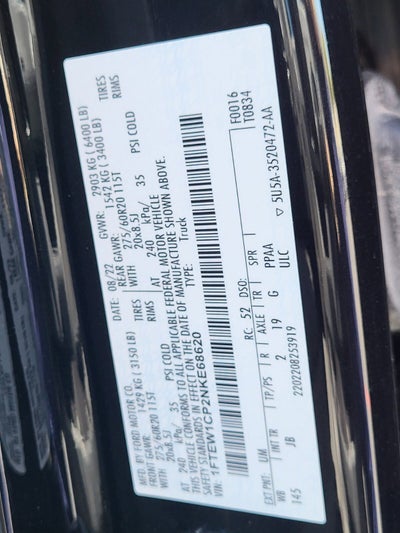 MFD. BY FORD MOTOR CO.
08/22
GVWR: 2903 KG ( 6400 LB)
FRONT GAWR: 1429 KG ( 3150 LB)
REAR GAWR: 1542 KG ( 3400 LB)
WITH 275/60R20 115T TIRES
WITH 275/60R20 115T TIRES
20x8.5J RIMS
20x8.5J RIMS
AT 240 kPa/ 35 PSI COLD
AT 240 kPa/ 35 PSI COLD
THIS VEHICLE CONFORMS TO ALL APPLICABLE FEDERAL MOTOR VEHICLE
SAFETY STANDARDS IN EFFECT ON THE DATE OF MANUFACTURE SHOWN ABOVE.
1FTEW1CP2NKE68620
Truck
F0016
T0834
EXT PNT: UM RC: 52 DSO:
WB INT TR TP/PS R AXLE TR SPR
145 JB 2 19 G PPAA
ULC
2202208253919
▽ 5U5A-3520472-AA